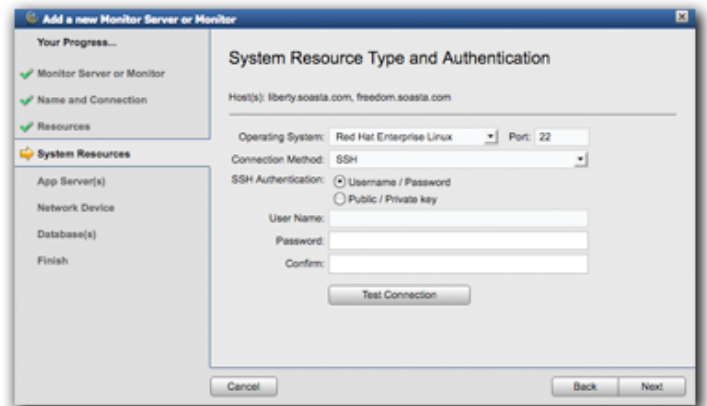 Add a new Monitor Server or Monitor
Your Progress...
Monitor Server or Monitor
Name and Connection
Resources
System Resources
App Server(s)
Network Device
Database(s)
Finish
System Resource Type and Authentication
Host(s): liberty.soasta.com, freedom.soasta.com
Operating System: Red Hat Enterprise Linux Port: 22
Connection Method: SSH
SSH Authentication: Username / Password
Public / Private key
User Name:
Password:
Confirm:
Test Connection
Cancel Back Next